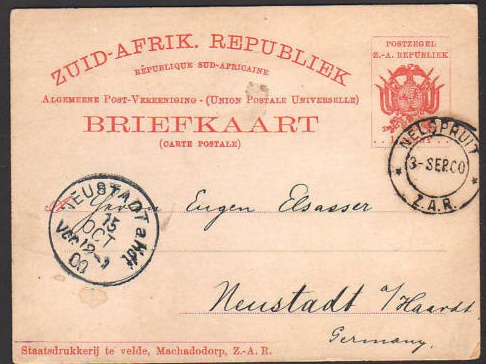 ZUID-AFRIK. REPUBLIEK
RÉPUBLIQUE SUD-AFRICAINE
ALGEMEENE POST-VEREENIGING - (UNION POSTALE UNIVERSELLE)
BRIEFKAART
(CARTE POSTALE)
POSTZEGEL
Z.-A. REPUBLIEK
NELSPRUIT
3-SEP.00
Z.A.R.
NEUSTADT a. Hdt
15
OCT
00
Herrn Eugen Elsasser
Neustadt a/Haardt
Germany.
Staatsdrukkerij te velde, Machadodorp, Z.-A. R.